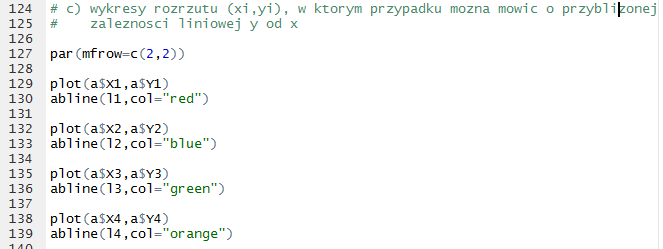 124 # c) wykresy rozrzutu (xi,yi), w ktorym przypadku mozna mowic o przyblizonej
125 #    zaleznosci liniowej y od x
126
127 par(mfrow=c(2,2))
128
129 plot(a$X1,a$Y1)
130 abline(l1,col="red")
131
132 plot(a$X2,a$Y2)
133 abline(l2,col="blue")
134
135 plot(a$X3,a$Y3)
136 abline(l3,col="green")
137
138 plot(a$X4,a$Y4)
139 abline(l4,col="orange")
140